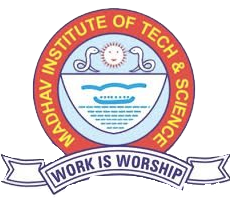 MADHAV INSTITUTE OF TECH & SCIENCE
WORK IS WORSHIP